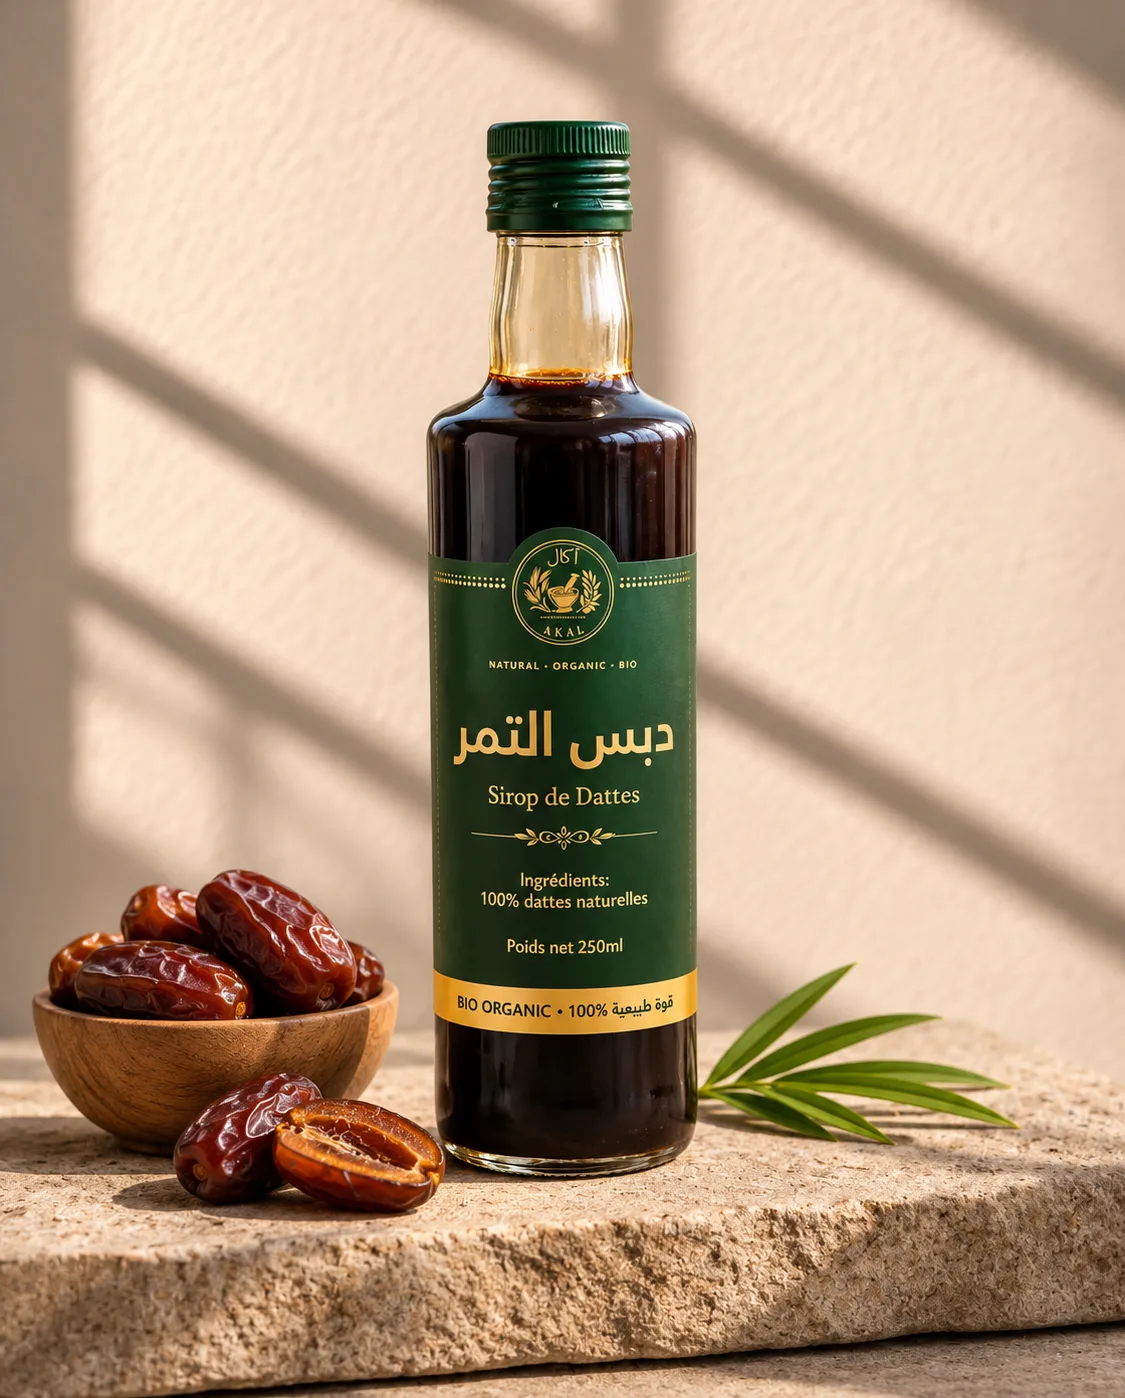 أكال
AKAL
NATURAL • ORGANIC • BIO
دبس التمر
Sirop de Dattes
Ingrédients:
100% dattes naturelles
Poids net 250ml
BIO ORGANIC • 100% قوة طبيعية